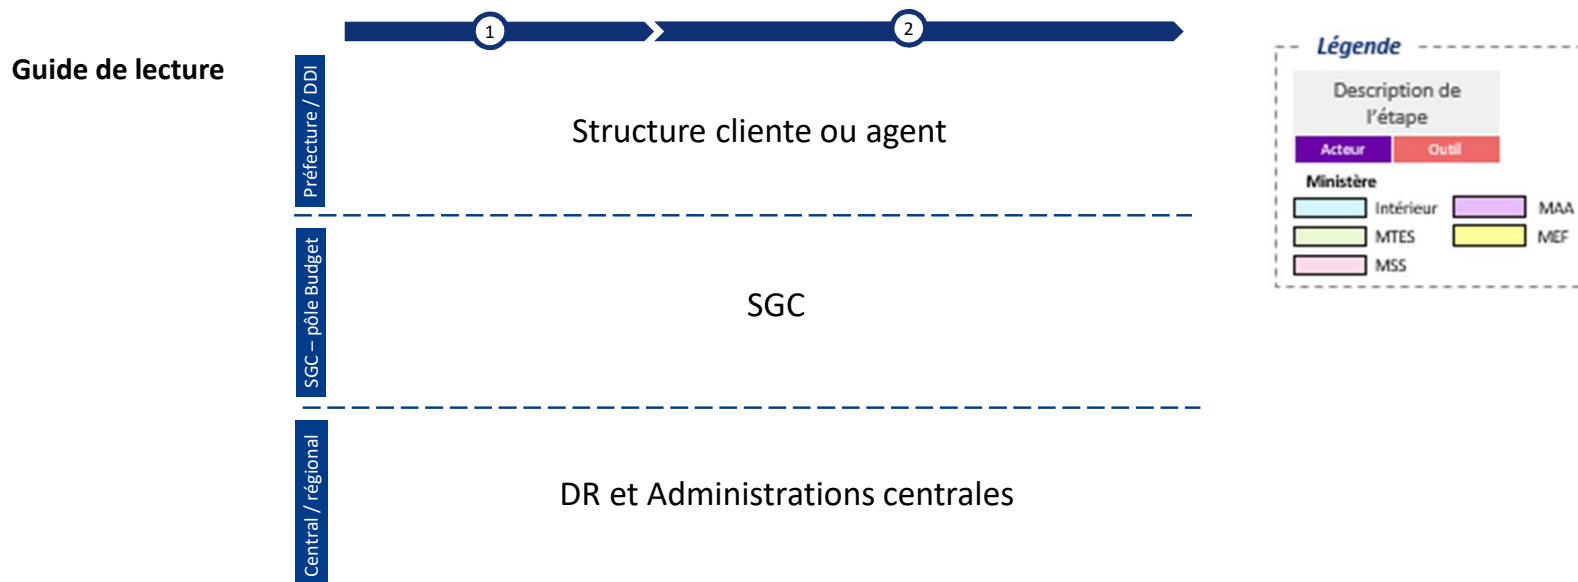 1
2
Guide de lecture
Préfecture / DDI
Structure cliente ou agent
SGC – pôle Budget
SGC
Central / régional
DR et Administrations centrales
Légende
Description de
l'étape
Acteur
Outil
Ministère
Intérieur
MAA
MTES
MEF
MSS